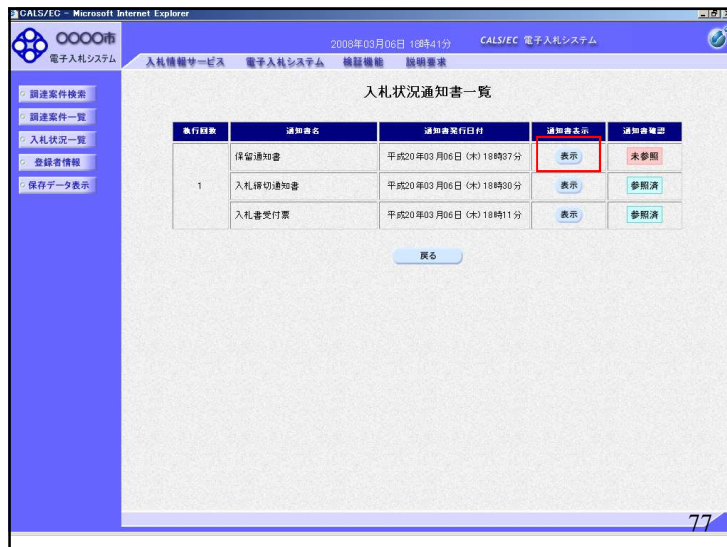 CALS/EC - Microsoft Internet Explorer
〇〇〇〇市
電子入札システム
2008年03月06日 18時41分
CALS/EC 電子入札システム
入札情報サービス 電子入札システム 検証機能 説明要求
調達案件検索
調達案件一覧
入札状況一覧
登録者情報
保存データ表示
入札状況通知書一覧
執行回数 通知書名 通知書発行日付 通知書表示 通知書確認
保留通知書 平成20年03月06日 (木) 18時37分 表示 未参照
1 入札締切通知書 平成20年03月06日 (木) 18時30分 表示 参照済
入札書受付票 平成20年03月06日 (木) 18時11分 表示 参照済
戻る
77